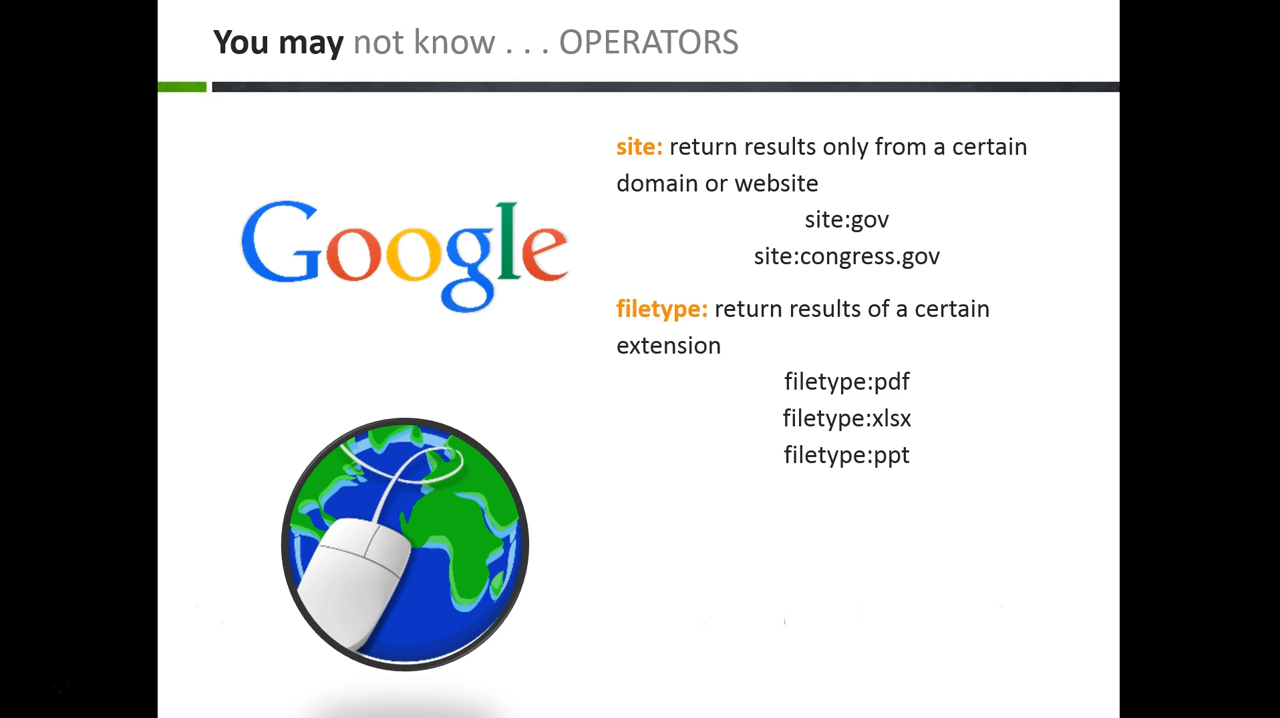 You may not know . . . OPERATORS
Google
site: return results only from a certain
domain or website
site:gov
site:congress.gov
filetype: return results of a certain
extension
filetype:pdf
filetype:xlsx
filetype:ppt